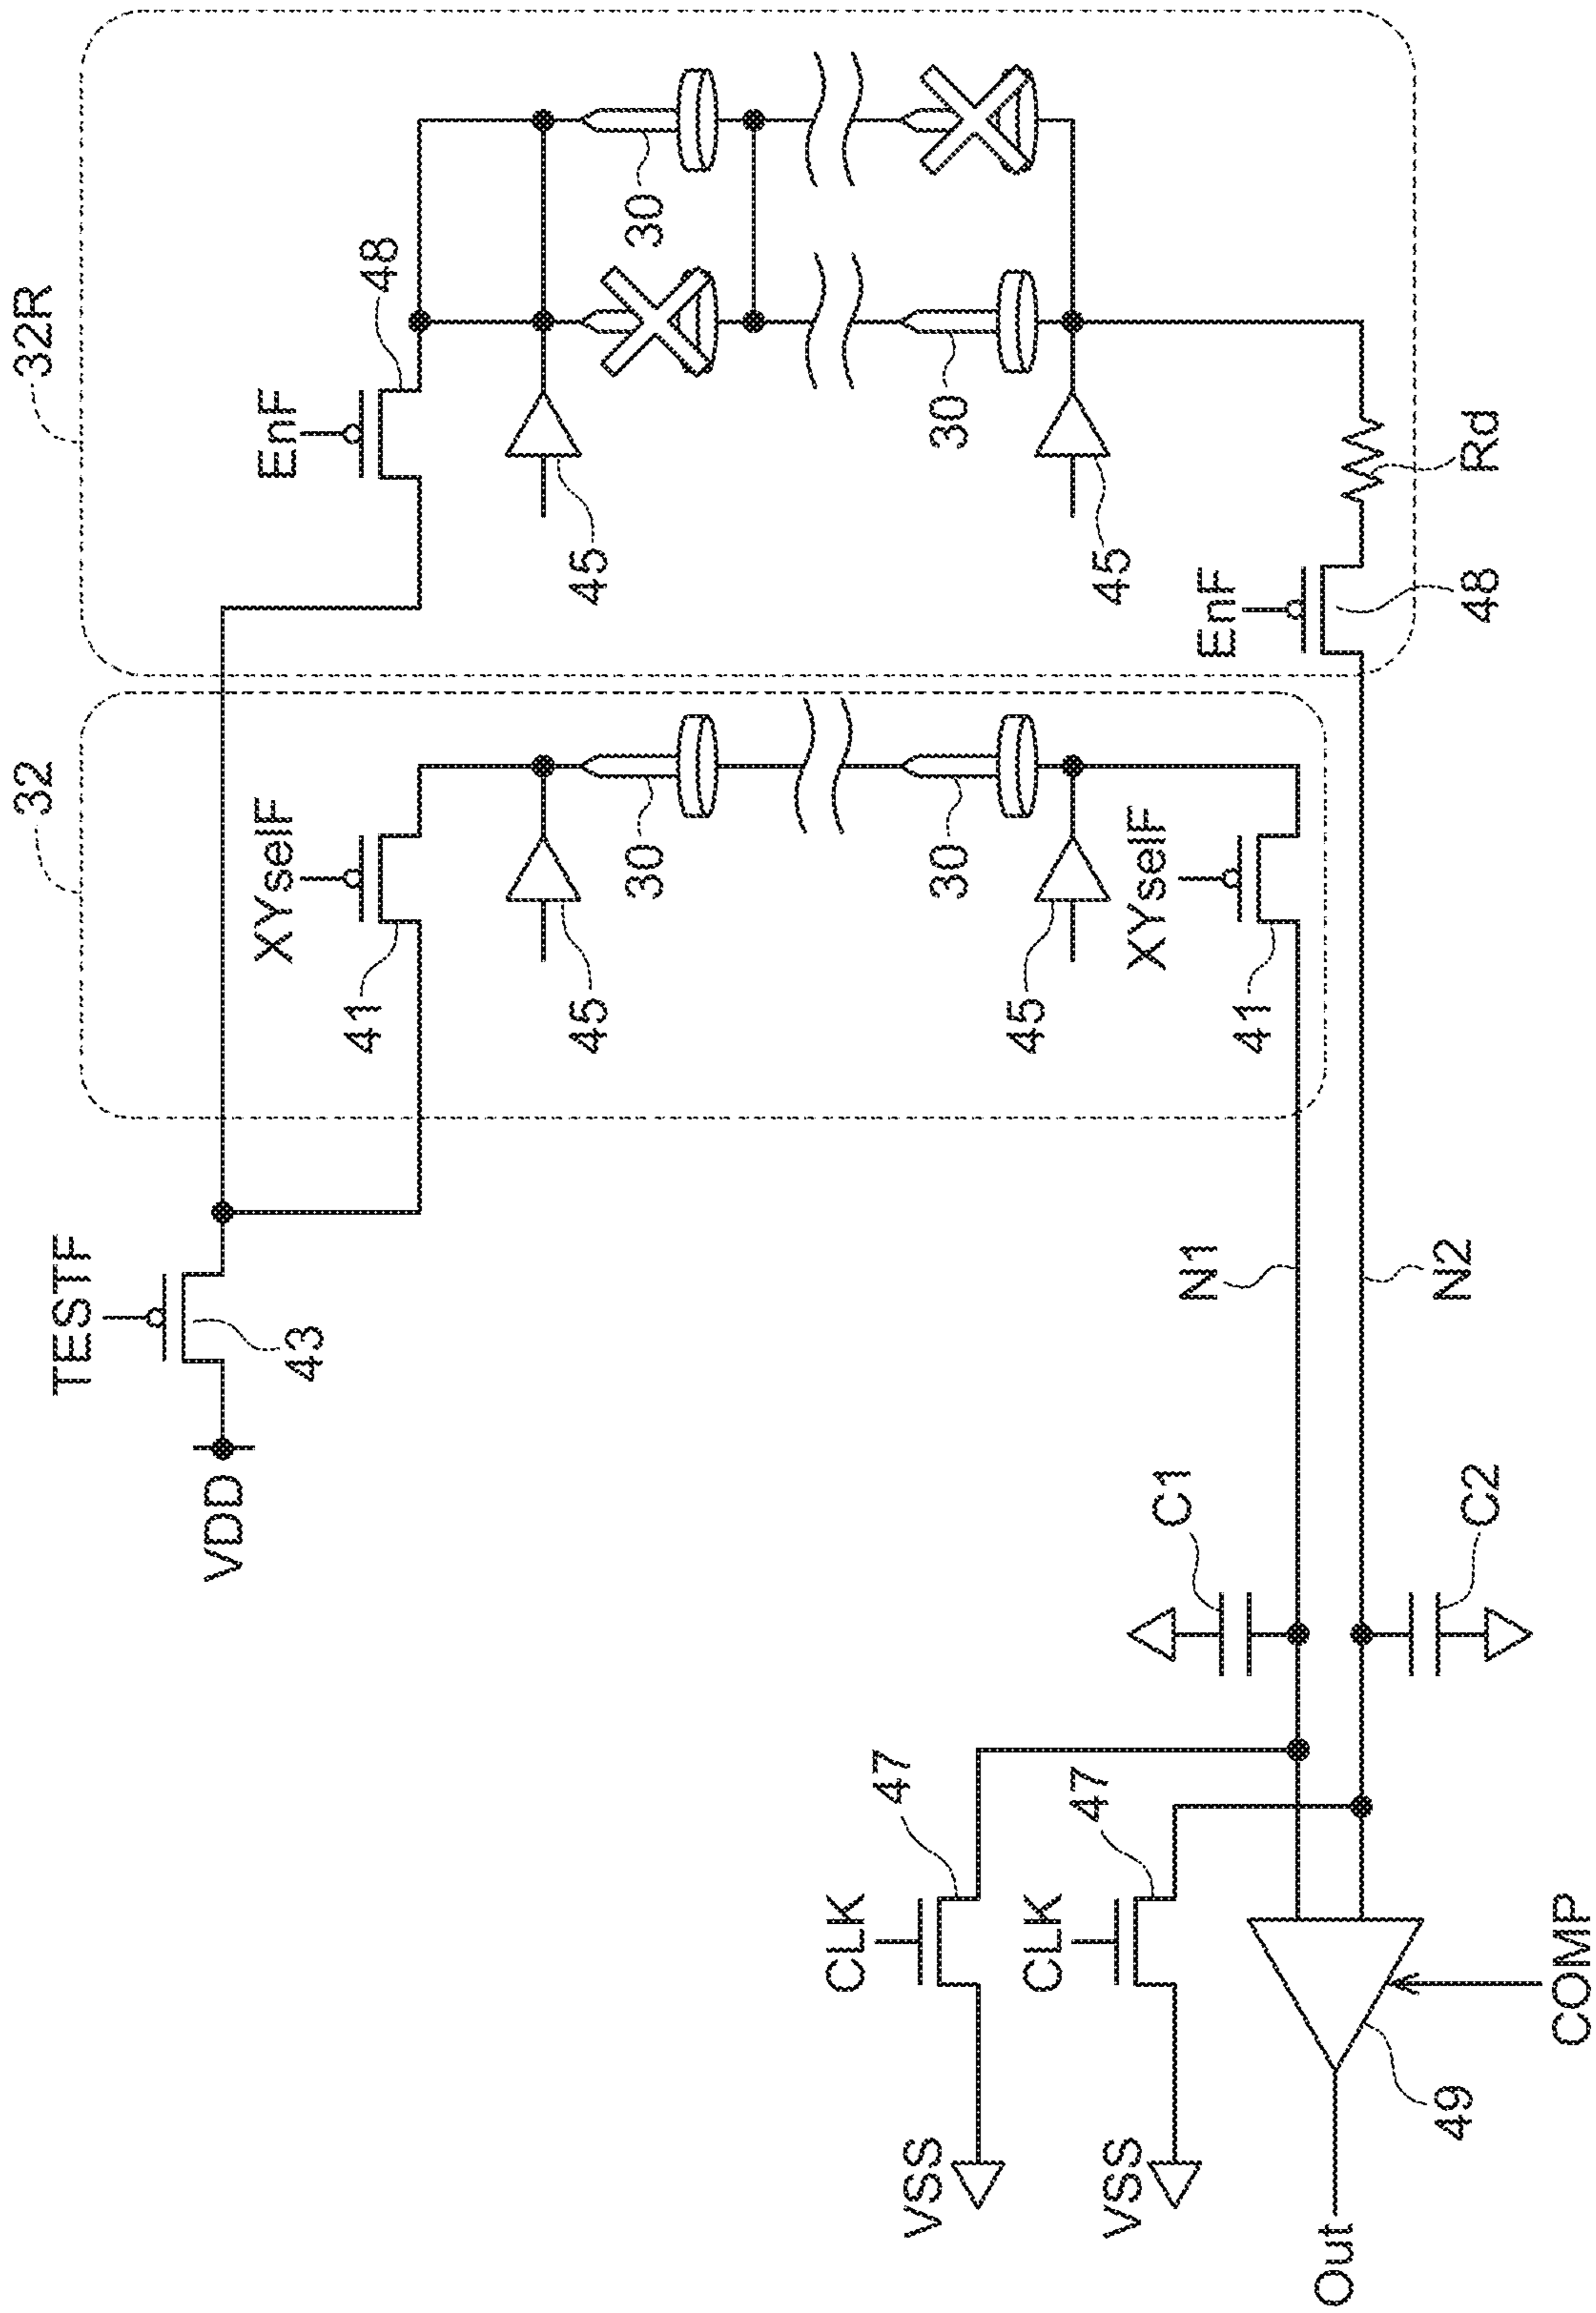 32
32R
TESTF
43
VDD
XYselF
41
EnF
48
45
30
45
30
30
45
XYselF
41
30
45
EnF
48
Rd
N1
N2
C1
C2
CLK
47
VSS
CLK
47
VSS
COMP
49
Out